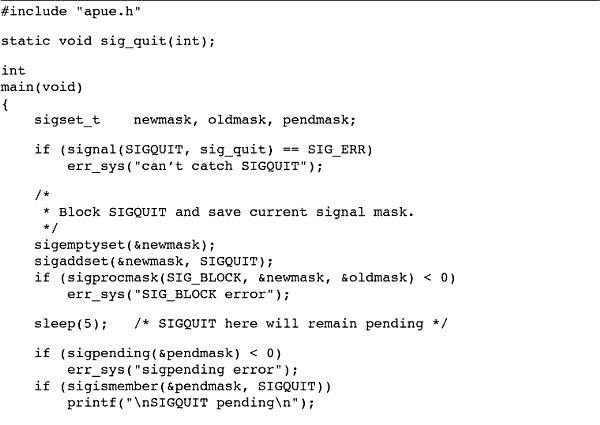 #include "apue.h"
static void sig_quit(int);
int
main(void)
{
    sigset_t    newmask, oldmask, pendmask;
    if (signal(SIGQUIT, sig_quit) == SIG_ERR)
        err_sys("can’t catch SIGQUIT");
    /*
     * Block SIGQUIT and save current signal mask.
     */
    sigemptyset(&newmask);
    sigaddset(&newmask, SIGQUIT);
    if (sigprocmask(SIG_BLOCK, &newmask, &oldmask) < 0)
        err_sys("SIG_BLOCK error");
    sleep(5);   /* SIGQUIT here will remain pending */
    if (sigpending(&pendmask) < 0)
        err_sys("sigpending error");
    if (sigismember(&pendmask, SIGQUIT))
        printf("\nSIGQUIT pending\n");